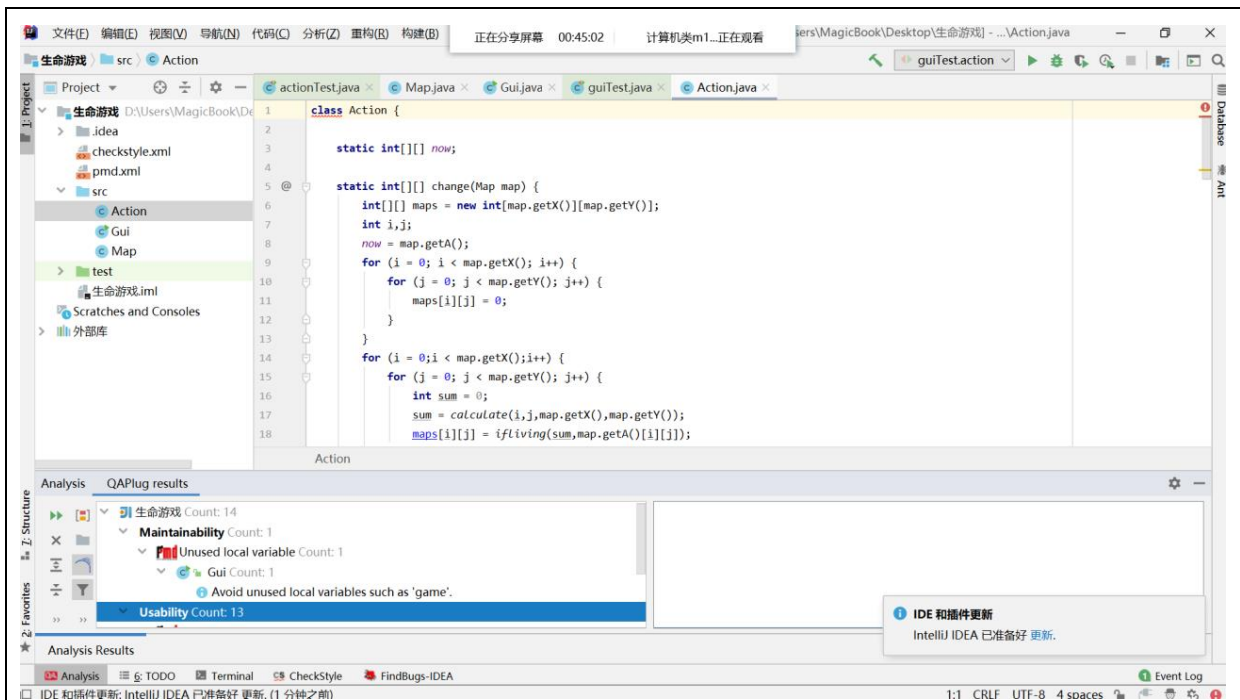 文件(F) 编辑(E) 视图(V) 导航(N) 代码(C) 分析(Z) 重构(R) 构建(B) 正在分享屏幕 00:45:02 计算机类m1...正在观看 ers\MagicBook\Desktop\生命游戏] - ...\Action.java
生命游戏 src Action guiTest.action
Project actionTest.java Map.java Gui.java guiTest.java Action.java
1: Project
生命游戏 D:\Users\MagicBook\De
.idea
checkstyle.xml
pmd.xml
src
Action
Gui
Map
test
生命游戏.iml
Scratches and Consoles
外部库
1 class Action {
2
3 static int[][] now;
4
5 @ static int[][] change(Map map) {
6 int[][] maps = new int[map.getX()][map.getY()];
7 int i,j;
8 now = map.getA();
9 for (i = 0; i < map.getX(); i++) {
10 for (j = 0; j < map.getY(); j++) {
11 maps[i][j] = 0;
12 }
13 }
14 for (i = 0;i < map.getX();i++) {
15 for (j = 0; j < map.getY(); j++) {
16 int sum = 0;
17 sum = calculate(i,j,map.getX(),map.getY());
18 maps[i][j] = ifliving(sum,map.getA()[i][j]);
Action
Database
Ant
Analysis QAPlug results
Z: Structure
2: Favorites
生命游戏 Count: 14
Maintainability Count: 1
Pmd Unused local variable Count: 1
Gui Count: 1
Avoid unused local variables such as 'game'.
Usability Count: 13
IDE 和插件更新
IntelliJ IDEA 已准备好 更新.
Analysis Results
Analysis 6: TODO Terminal CheckStyle FindBugs-IDEA 1 Event Log
IDE 和插件更新: IntelliJ IDEA 已准备好 更新. (1 分钟之前) 1:1 CRLF UTF-8 4 spaces